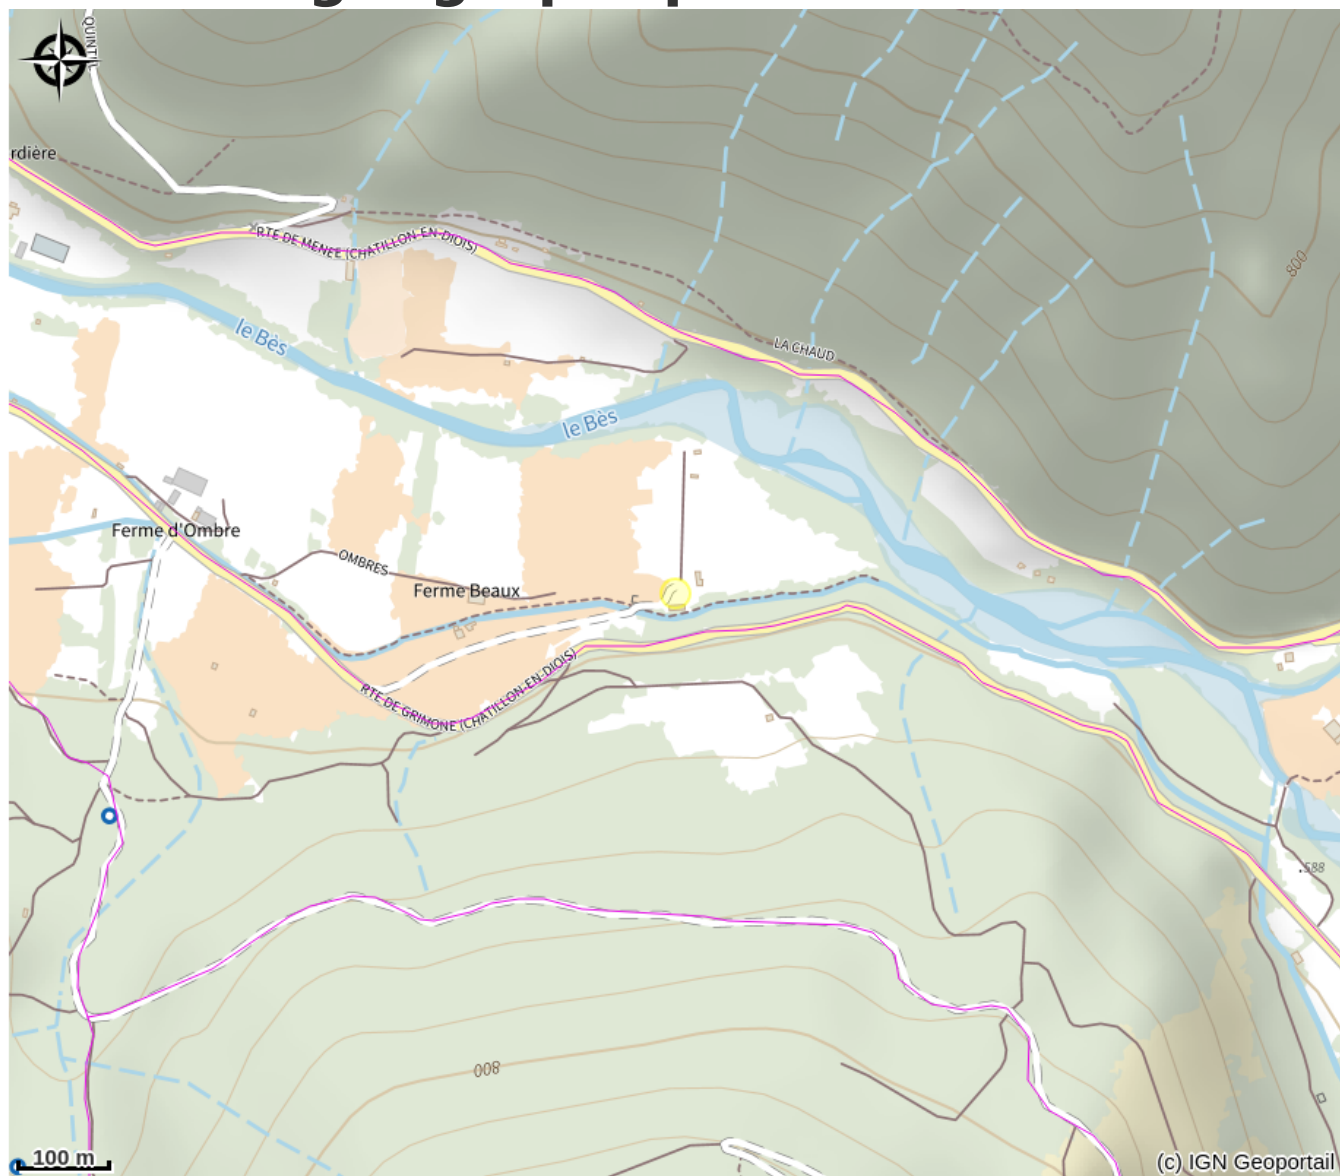 QUINT
rdière
RTE DE MENEE (CHATILLON-EN-DIOIS)
800
le Bès
LA CHAUD
le Bès
Ferme d'Ombre
OMBRES
Ferme Beaux
RTE DE GRIMONE (CHATILLON-EN-DIOIS)
.588
800
100 m
(c) IGN Geoportail